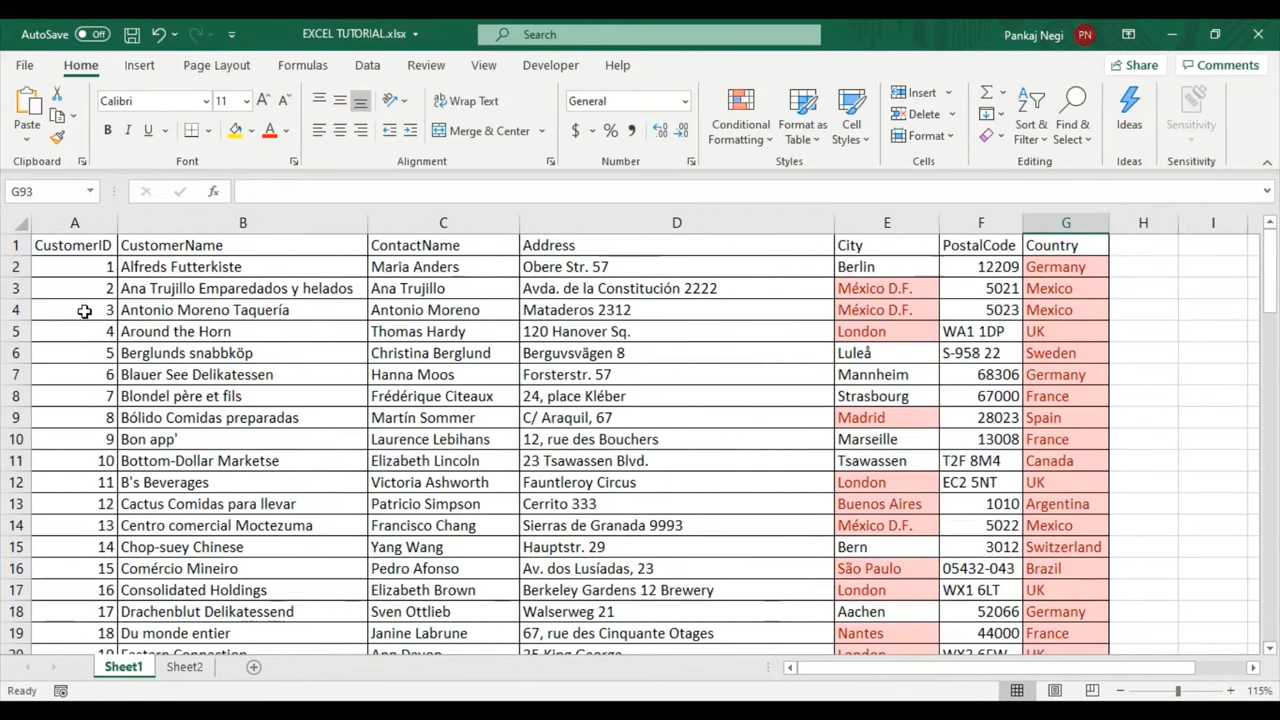 AutoSave Off EXCEL TUTORIAL.xlsx Search Pankaj Negi PN
File Home Insert Page Layout Formulas Data Review View Developer Help Share Comments
Paste Calibri 11 Wrap Text General Conditional Formatting Format as Table Cell Styles Insert Sort & Filter Find & Select Ideas Sensitivity
B I U Merge & Center $ % Delete Format
Clipboard Font Alignment Number Styles Cells Editing Ideas Sensitivity
G93 fx
A B C D E F G H I
1 CustomerID CustomerName ContactName Address City PostalCode Country
2 1 Alfreds Futterkiste Maria Anders Obere Str. 57 Berlin 12209 Germany
3 2 Ana Trujillo Emparedados y helados Ana Trujillo Avda. de la Constitución 2222 México D.F. 5021 Mexico
4 3 Antonio Moreno Taquería Antonio Moreno Mataderos 2312 México D.F. 5023 Mexico
5 4 Around the Horn Thomas Hardy 120 Hanover Sq. London WA1 1DP UK
6 5 Berglunds snabbköp Christina Berglund Berguvsvägen 8 Luleå S-958 22 Sweden
7 6 Blauer See Delikatessen Hanna Moos Forsterstr. 57 Mannheim 68306 Germany
8 7 Blondel père et fils Frédérique Citeaux 24, place Kléber Strasbourg 67000 France
9 8 Bólido Comidas preparadas Martín Sommer C/ Araquil, 67 Madrid 28023 Spain
10 9 Bon app' Laurence Lebihans 12, rue des Bouchers Marseille 13008 France
11 10 Bottom-Dollar Marketse Elizabeth Lincoln 23 Tsawassen Blvd. Tsawassen T2F 8M4 Canada
12 11 B's Beverages Victoria Ashworth Fauntleroy Circus London EC2 5NT UK
13 12 Cactus Comidas para llevar Patricio Simpson Cerrito 333 Buenos Aires 1010 Argentina
14 13 Centro comercial Moctezuma Francisco Chang Sierras de Granada 9993 México D.F. 5022 Mexico
15 14 Chop-suey Chinese Yang Wang Hauptstr. 29 Bern 3012 Switzerland
16 15 Comércio Mineiro Pedro Afonso Av. dos Lusíadas, 23 São Paulo 05432-043 Brazil
17 16 Consolidated Holdings Elizabeth Brown Berkeley Gardens 12 Brewery London WX1 6LT UK
18 17 Drachenblut Delikatessend Sven Ottlieb Walserweg 21 Aachen 52066 Germany
19 18 Du monde entier Janine Labrune 67, rue des Cinquante Otages Nantes 44000 France
Sheet1 Sheet2
Ready 115%